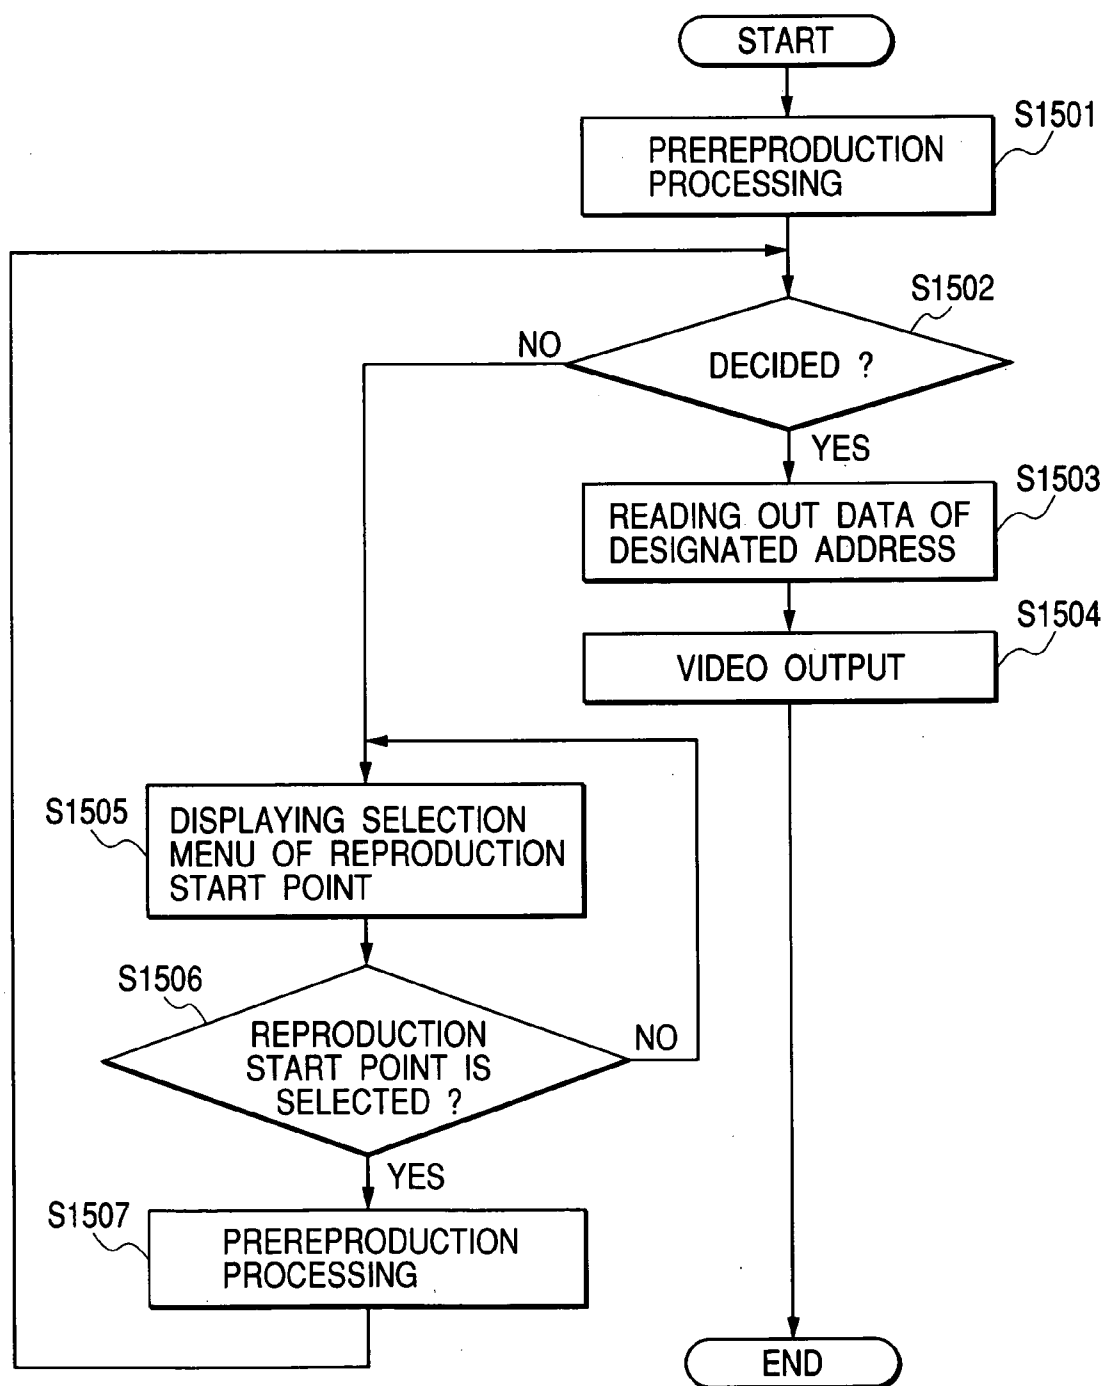 START
S1501
PREREPRODUCTION
PROCESSING
S1502
NO
DECIDED ?
YES
S1503
READING OUT DATA OF
DESIGNATED ADDRESS
S1504
VIDEO OUTPUT
S1505
DISPLAYING SELECTION
MENU OF REPRODUCTION
START POINT
S1506
REPRODUCTION
START POINT IS
SELECTED ?
NO
YES
S1507
PREREPRODUCTION
PROCESSING
END